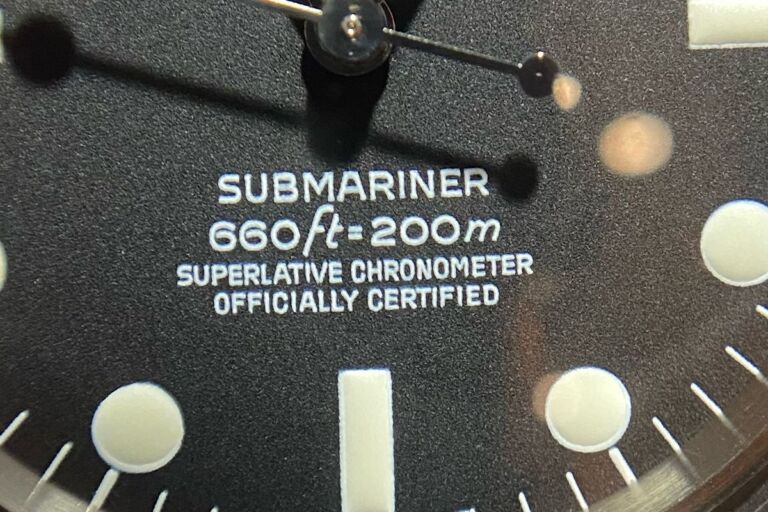 SUBMARINER
660ft=200m
SUPERLATIVE CHRONOMETER
OFFICIALLY CERTIFIED